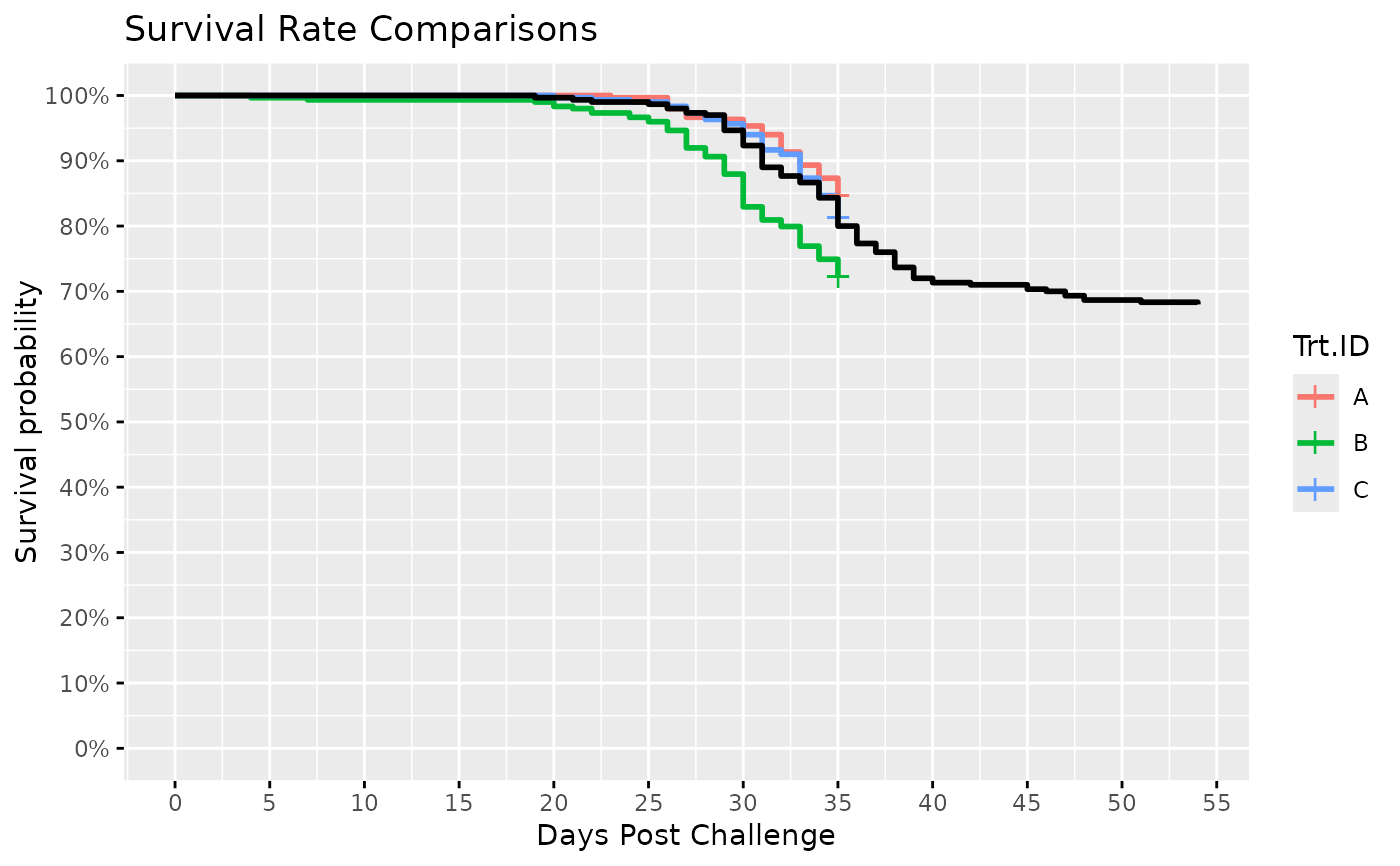 Survival Rate Comparisons
Survival probability
100%
90%
80%
70%
60%
50%
40%
30%
20%
10%
0%
0 5 10 15 20 25 30 35 40 45 50 55
Days Post Challenge
Trt.ID
A
B
C